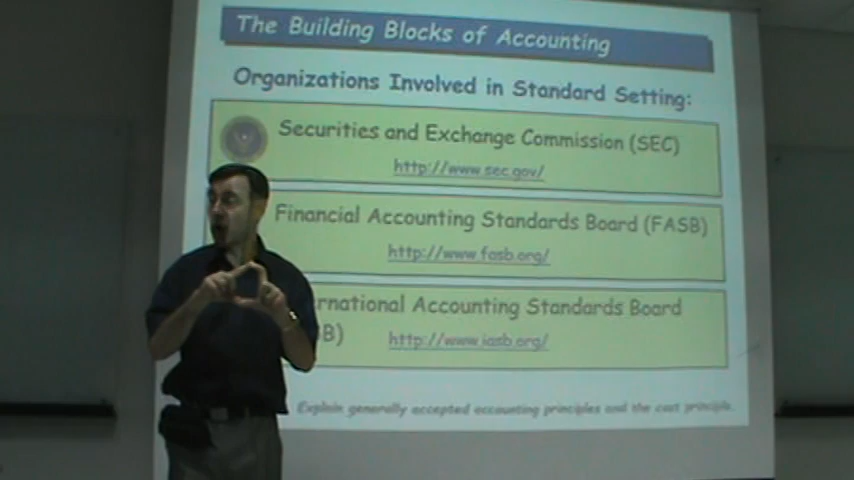 The Building Blocks of Accounting
Organizations Involved in Standard Setting:
Securities and Exchange Commission (SEC)
http://www.sec.gov/
Financial Accounting Standards Board (FASB)
http://www.fasb.org/
ernational Accounting Standards Board
B) http://www.iasb.org/
Explain generally accepted accounting principles and the cost principle.